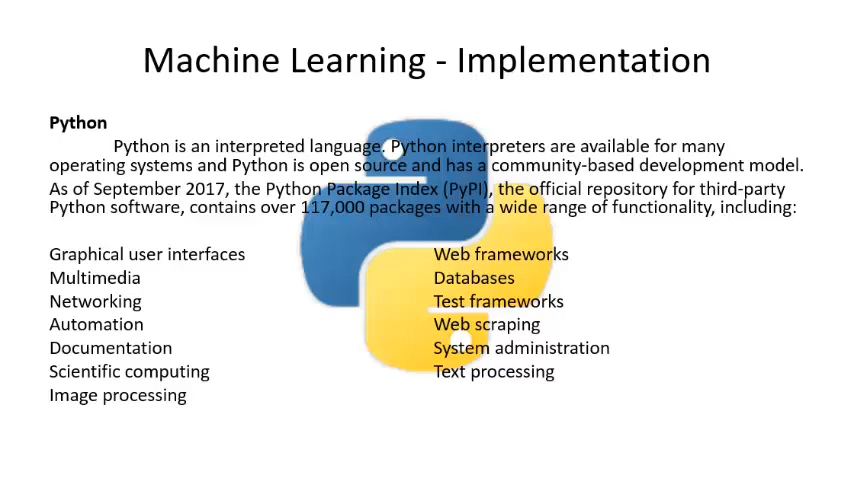 Machine Learning - Implementation
Python
Python is an interpreted language. Python interpreters are available for many
operating systems and Python is open source and has a community-based development model.
As of September 2017, the Python Package Index (PyPI), the official repository for third-party
Python software, contains over 117,000 packages with a wide range of functionality, including:
Graphical user interfaces
Multimedia
Networking
Automation
Documentation
Scientific computing
Image processing
Web frameworks
Databases
Test frameworks
Web scraping
System administration
Text processing